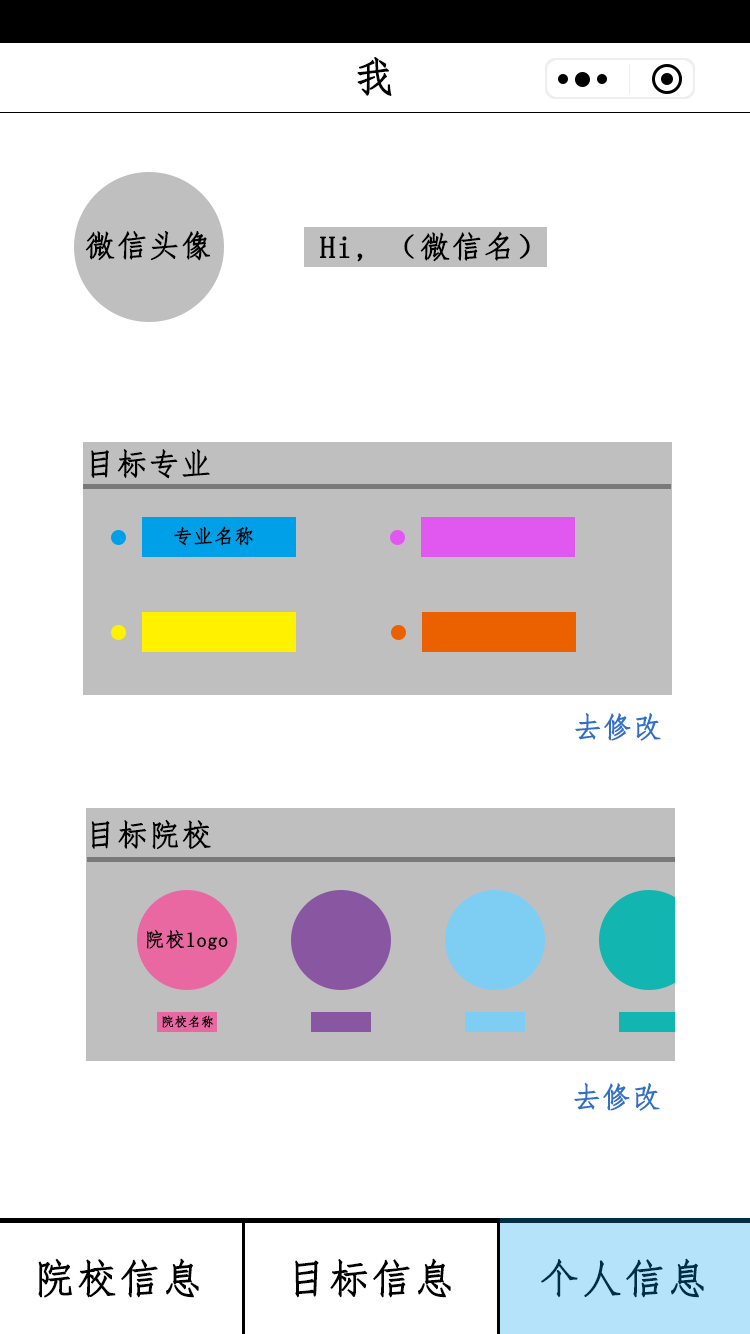 我
微信头像
Hi, （微信名）
目标专业
专业名称
去修改
目标院校
院校logo
院校名称
去修改
院校信息
目标信息
个人信息